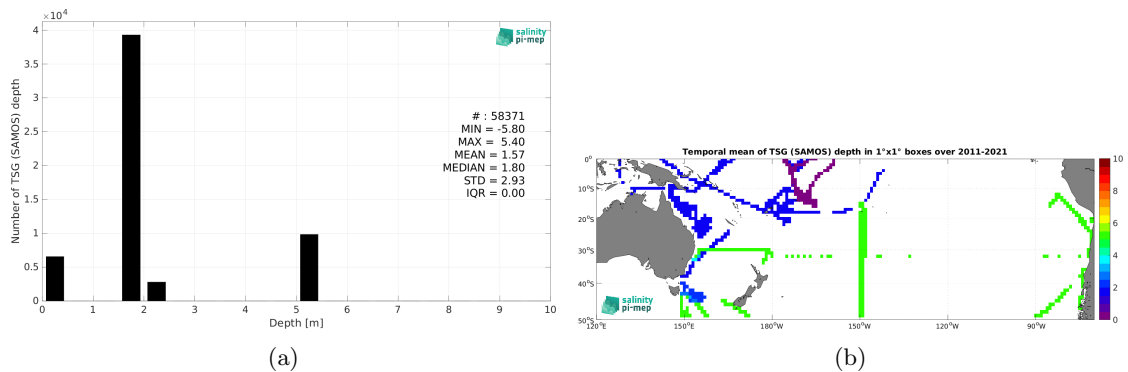 ×10⁴
4
3.5
3
2.5
2
1.5
1
0.5
0
Number of TSG (SAMOS) depth
salinity
pi-mep
# : 58371
MIN = -5.80
MAX = 5.40
MEAN = 1.57
MEDIAN = 1.80
STD = 2.93
IQR = 0.00
0 1 2 3 4 5 6 7 8 9 10
Depth [m]
(a)
Temporal mean of TSG (SAMOS) depth in 1°x1° boxes over 2011-2021
0°
10°S
20°S
30°S
40°S
50°S
salinity
pi-mep
120°E 150°E 180°W 150°W 120°W 90°W
10
8
6
4
2
0
(b)